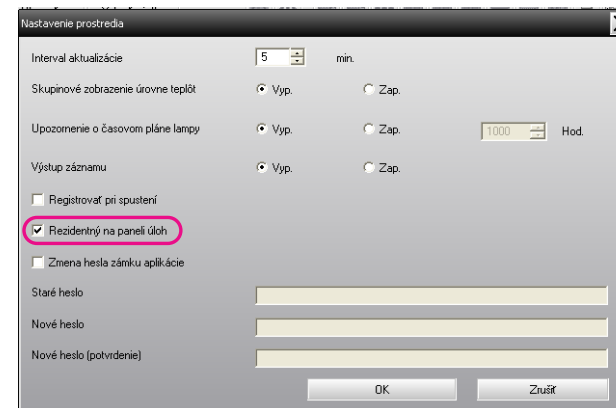 Nastavenie prostredia
Interval aktualizácie 5 min.
Skupinové zobrazenie úrovne teplôt Vyp. Zap.
Upozornenie o časovom pláne lampy Vyp. Zap. 1000 Hod.
Výstup záznamu Vyp. Zap.
Registrovať pri spustení
Rezidentný na paneli úloh
Zmena hesla zámku aplikácie
Staré heslo
Nové heslo
Nové heslo (potvrdenie)
OK Zrušiť